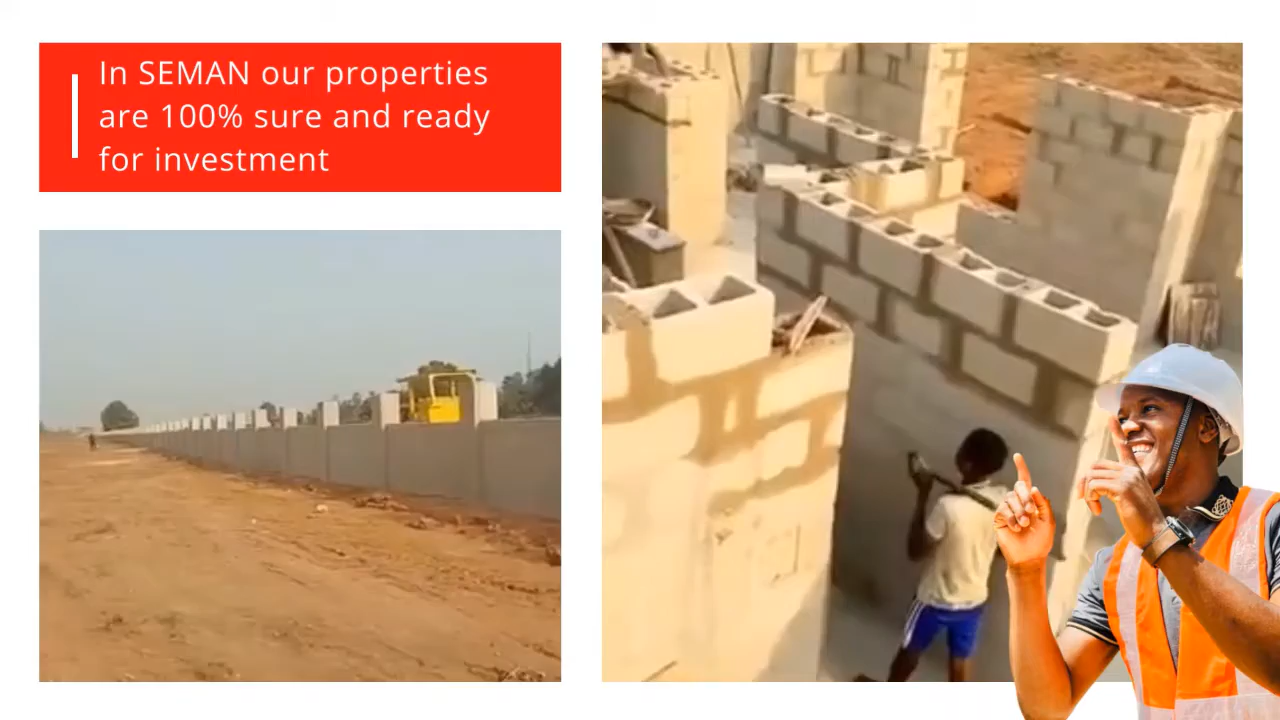 In SEMAN our properties
are 100% sure and ready
for investment